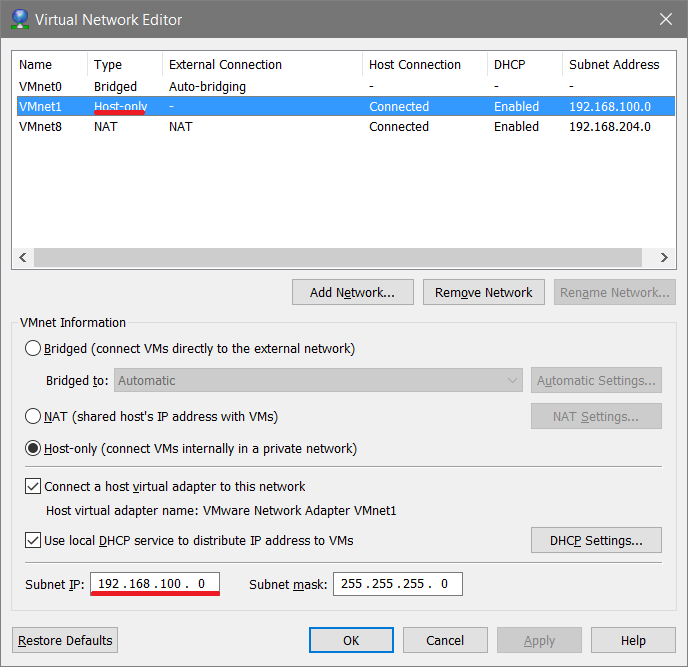 Virtual Network Editor
Name Type External Connection Host Connection DHCP Subnet Address
VMnet0 Bridged Auto-bridging - - -
VMnet1 Host-only - Connected Enabled 192.168.100.0
VMnet8 NAT NAT Connected Enabled 192.168.204.0
Add Network... Remove Network Rename Network...
VMnet Information
Bridged (connect VMs directly to the external network)
Bridged to: Automatic Automatic Settings...
NAT (shared host's IP address with VMs) NAT Settings...
Host-only (connect VMs internally in a private network)
Connect a host virtual adapter to this network
Host virtual adapter name: VMware Network Adapter VMnet1
Use local DHCP service to distribute IP address to VMs DHCP Settings...
Subnet IP: 192 . 168 . 100 . 0 Subnet mask: 255 . 255 . 255 . 0
Restore Defaults OK Cancel Apply Help